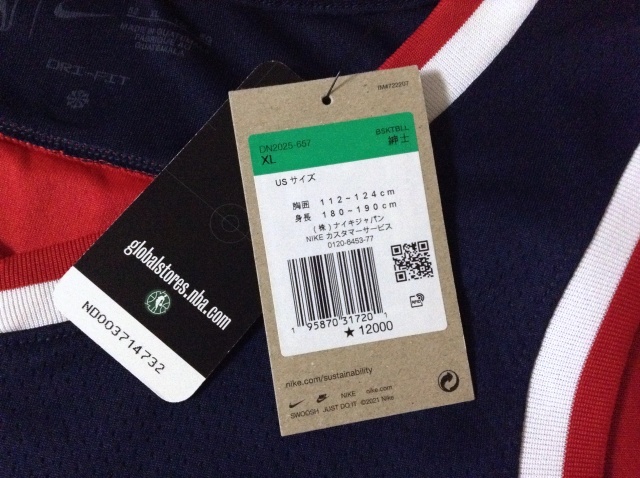 DRI-FIT
globalstores.nba.com
ND003714732
DN2025-657
XL
BSKTBLL
紳士
US サイズ
胸囲 112-124cm
身長 180-190cm
(株)ナイキジャパン
NIKE カスタマーサービス
0120-6453-77
1 95870 31720 1
★ 12000
nike.com/sustainability
NIKE nike.com
SWOOSH JUST DO IT ©2021 Nike